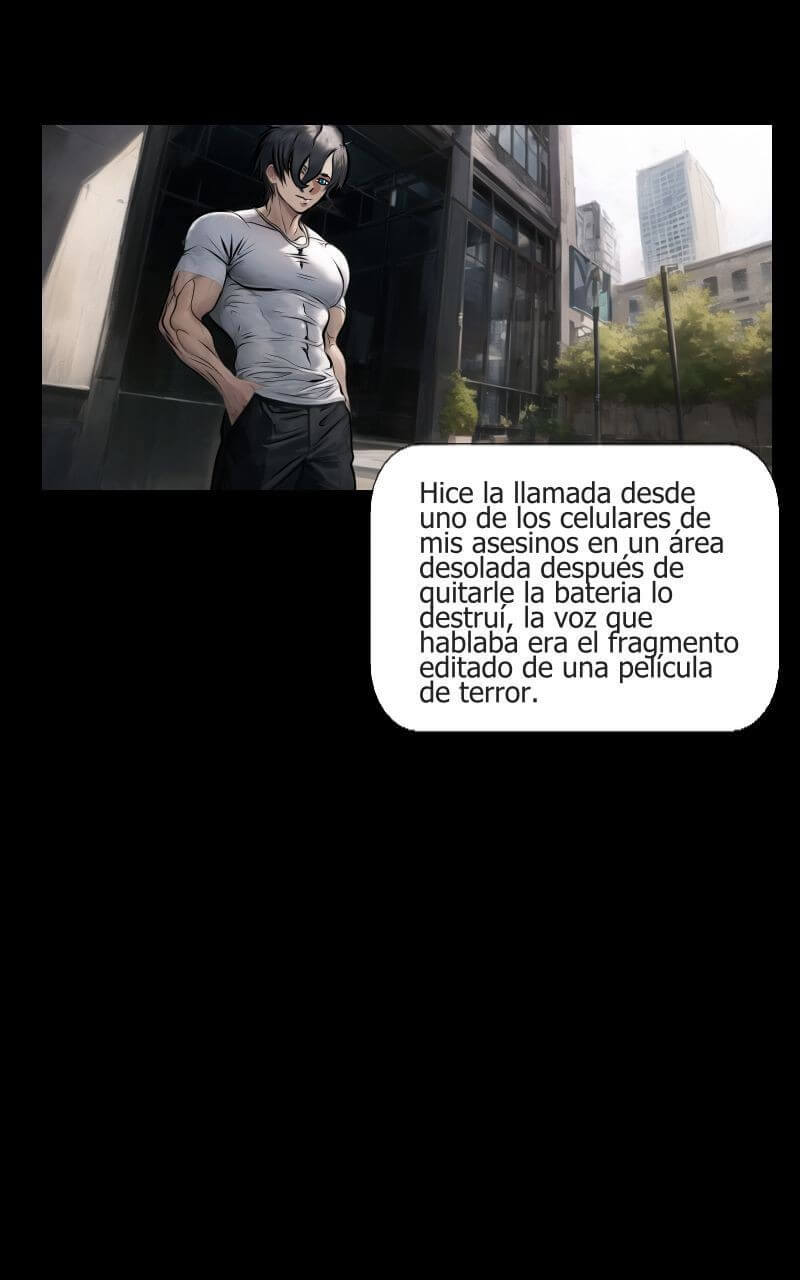 Hice la llamada desde
uno de los celulares de
mis asesinos en un área
desolada después de
quitarle la bateria lo
destruí, la voz que
hablaba era el fragmento
editado de una película
de terror.